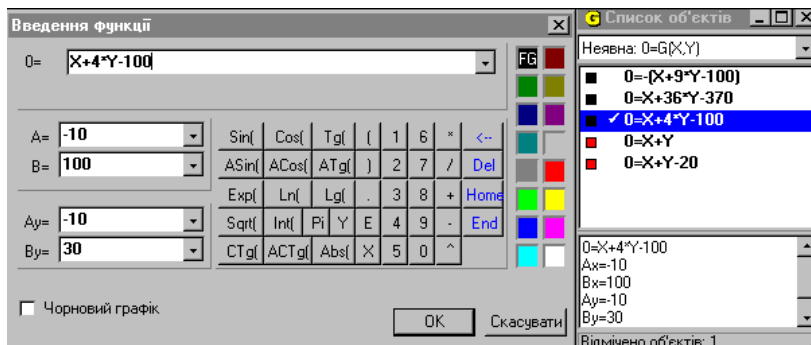 Введення функції
0= X+4*Y-100
FG
A= -10
B= 100
Ay= -10
By= 30
Sin( Cos( Tg( ( 1 6 * <--
ASin( ACos( ATg( ) 2 7 / Del
Exp( Ln( Lg( . 3 8 + Home
Sqrt( Int( Pi Y E 4 9 - End
CTg( ACTg( Abs( X 5 0 ^
Чорновий графік
OK Скасувати
G Список об'єктів
Неявна: 0=G(X,Y)
0=-(X+9*Y-100)
0=X+36*Y-370
0=X+4*Y-100
0=X+Y
0=X+Y-20
0=X+4*Y-100
Ax=-10
Bx=100
Ay=-10
By=30
Відмічено об'єктів: 1